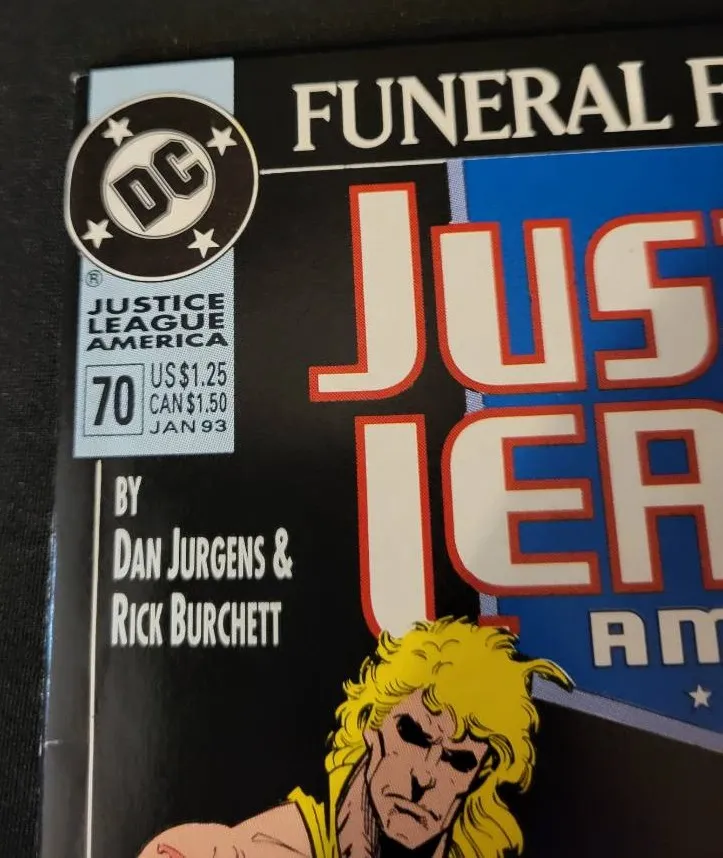 FUNERAL F
DC
®
JUSTICE
LEAGUE
AMERICA
70
US $1.25
CAN $1.50
JAN 93
BY
DAN JURGENS &
RICK BURCHETT
JUS
LEA
AM